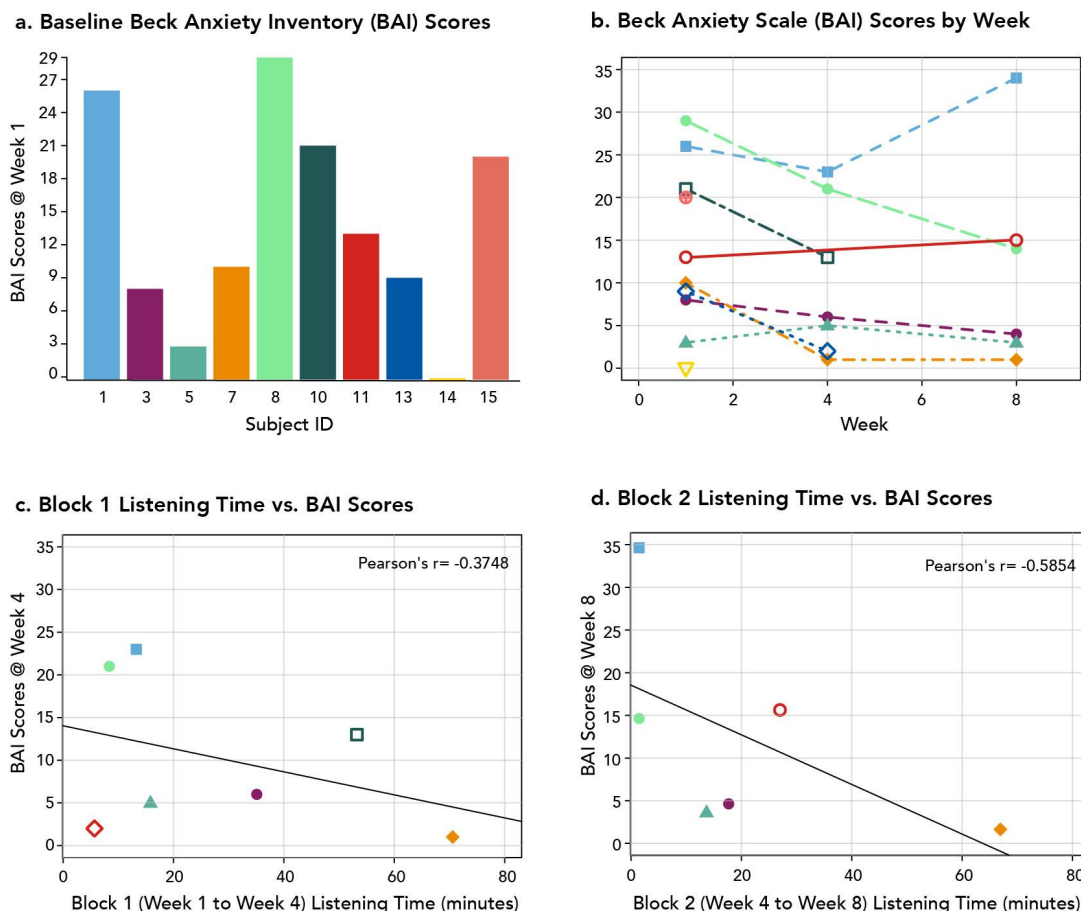 a. Baseline Beck Anxiety Inventory (BAI) Scores
BAI Scores @ Week 1
29
27
24
21
18
15
12
9
6
3
0
1 3 5 7 8 10 11 13 14 15
Subject ID
b. Beck Anxiety Scale (BAI) Scores by Week
35
30
25
20
15
10
5
0
0 2 4 6 8
Week
c. Block 1 Listening Time vs. BAI Scores
Pearson's r= -0.3748
BAI Scores @ Week 4
35
30
25
20
15
10
5
0
0 20 40 60 80
Block 1 (Week 1 to Week 4) Listening Time (minutes)
d. Block 2 Listening Time vs. BAI Scores
Pearson's r= -0.5854
BAI Scores @ Week 8
35
30
25
20
15
10
5
0
0 20 40 60 80
Block 2 (Week 4 to Week 8) Listening Time (minutes)